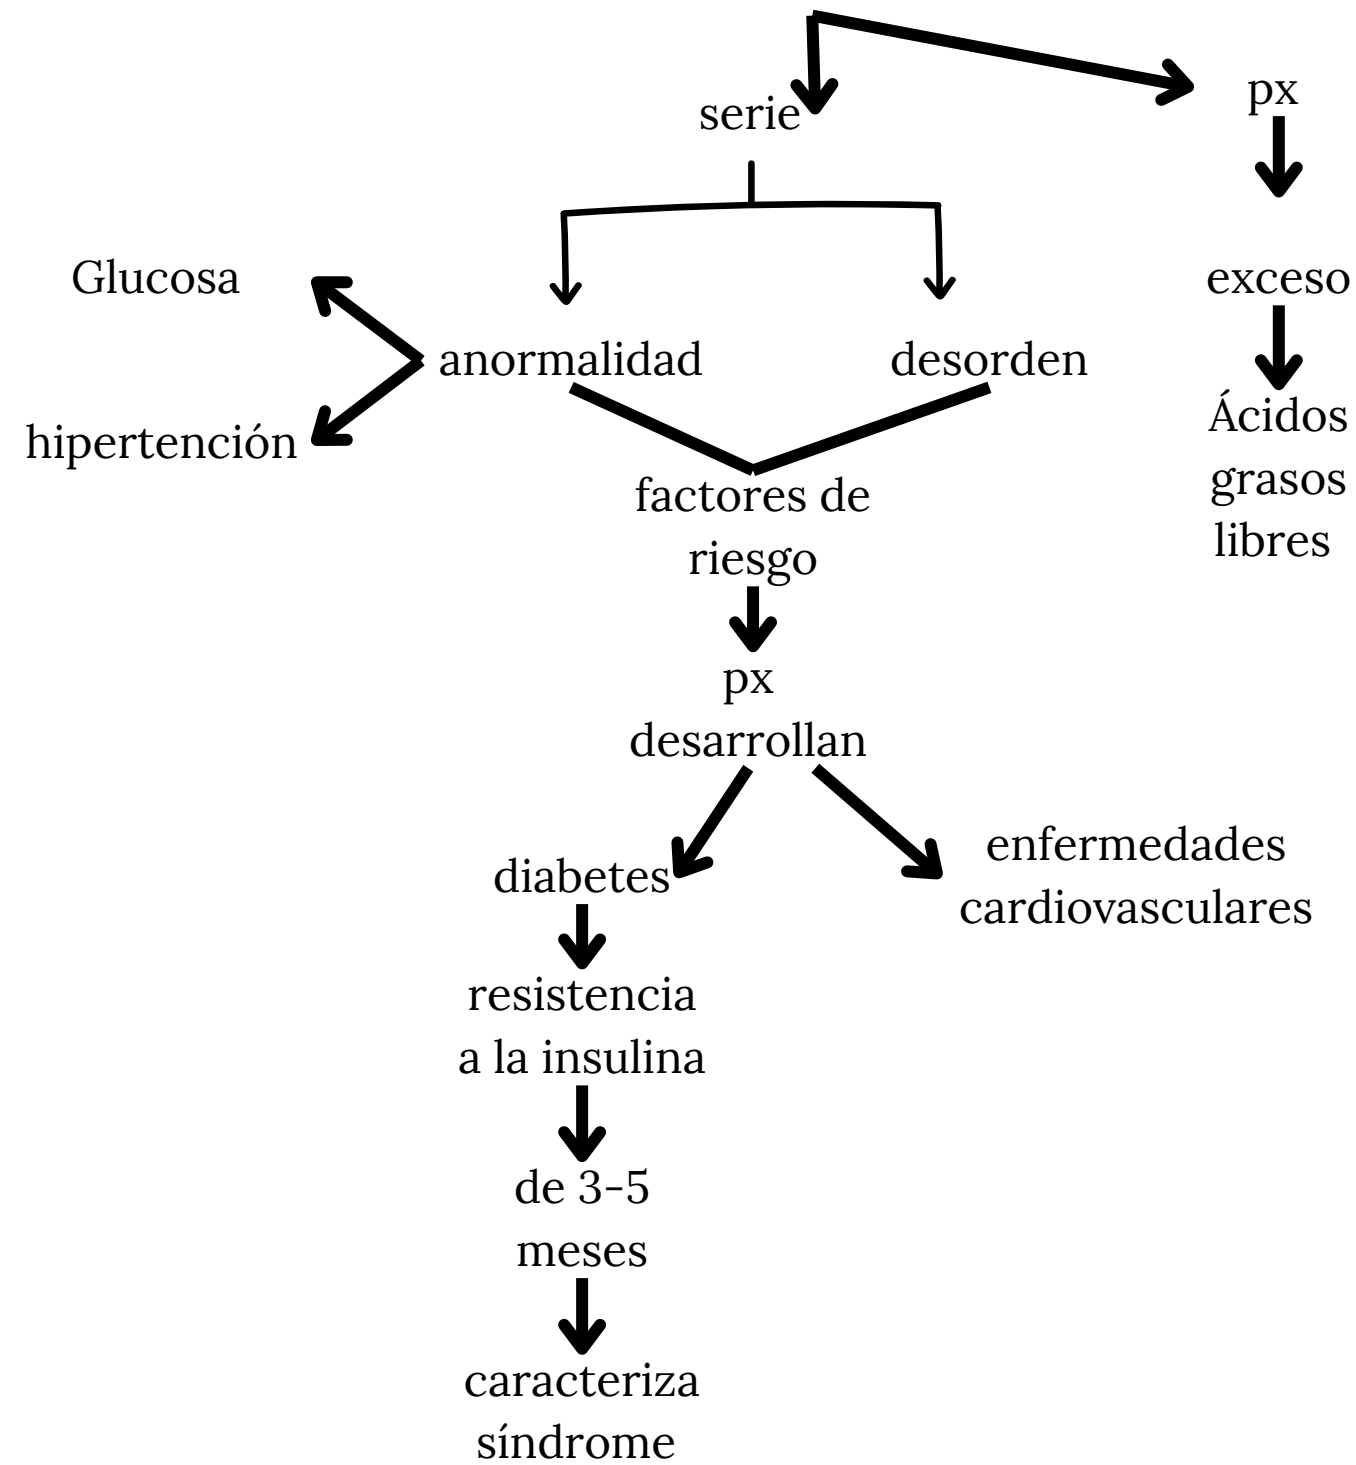 px
serie
Glucosa
exceso
anormalidad
desorden
hipertención
Ácidos
grasos
libres
factores de
riesgo
px
desarrollan
diabetes
enfermedades
cardiovasculares
resistencia
a la insulina
de 3-5
meses
caracteriza
síndrome